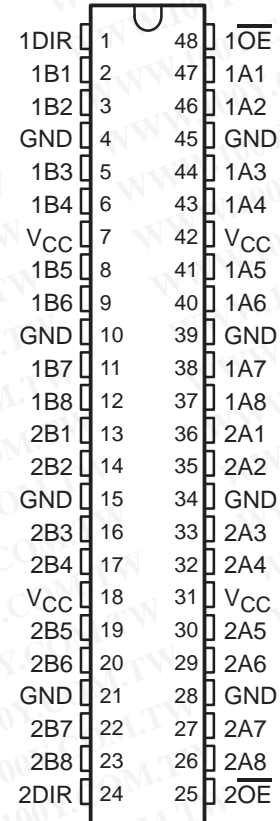 1DIR 1 48 1O̅E̅
1B1 2 47 1A1
1B2 3 46 1A2
GND 4 45 GND
1B3 5 44 1A3
1B4 6 43 1A4
VCC 7 42 VCC
1B5 8 41 1A5
1B6 9 40 1A6
GND 10 39 GND
1B7 11 38 1A7
1B8 12 37 1A8
2B1 13 36 2A1
2B2 14 35 2A2
GND 15 34 GND
2B3 16 33 2A3
2B4 17 32 2A4
VCC 18 31 VCC
2B5 19 30 2A5
2B6 20 29 2A6
GND 21 28 GND
2B7 22 27 2A7
2B8 23 26 2A8
2DIR 24 25 2O̅E̅